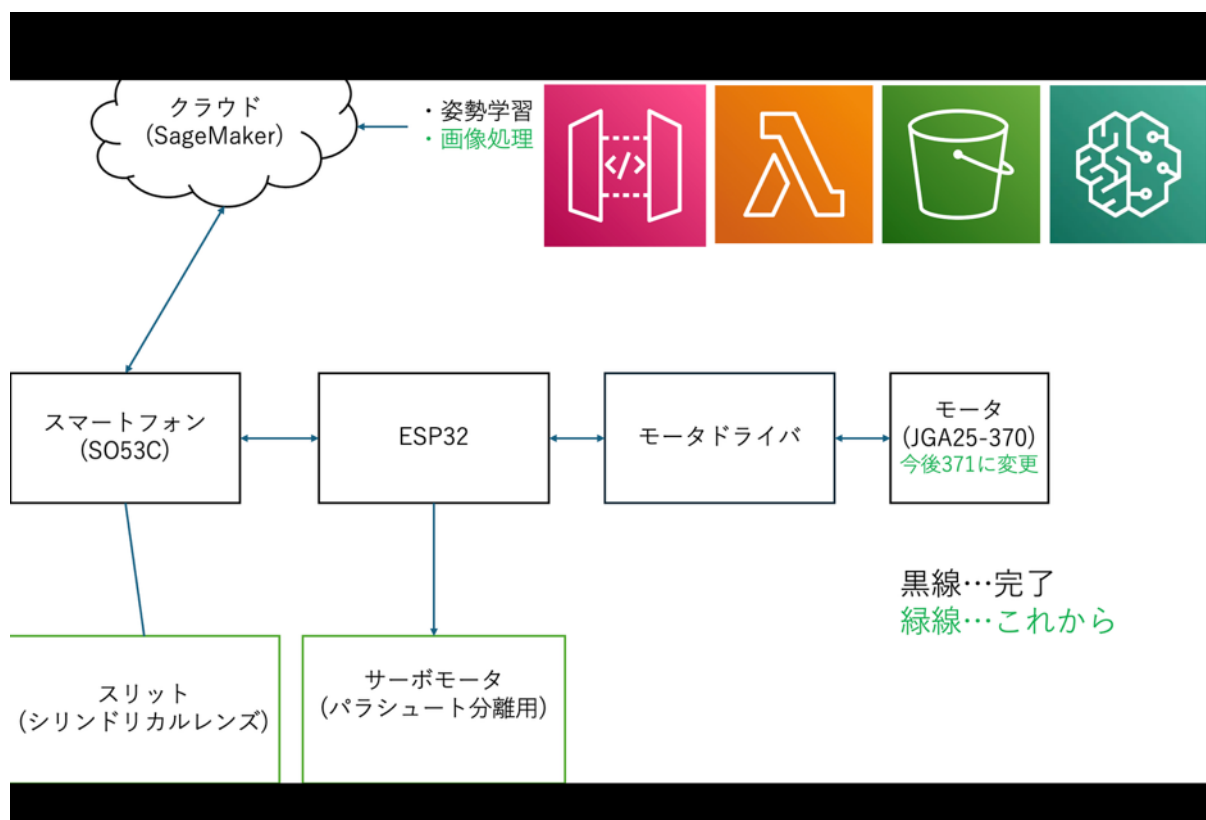 クラウド
(SageMaker)
・姿勢学習
・画像処理
</>
スマートフォン
(SO53C)
ESP32
モータドライバ
モータ
(JGA25-370)
今後371に変更
黒線…完了
緑線…これから
スリット
(シリンドリカルレンズ)
サーボモータ
(パラシュート分離用)